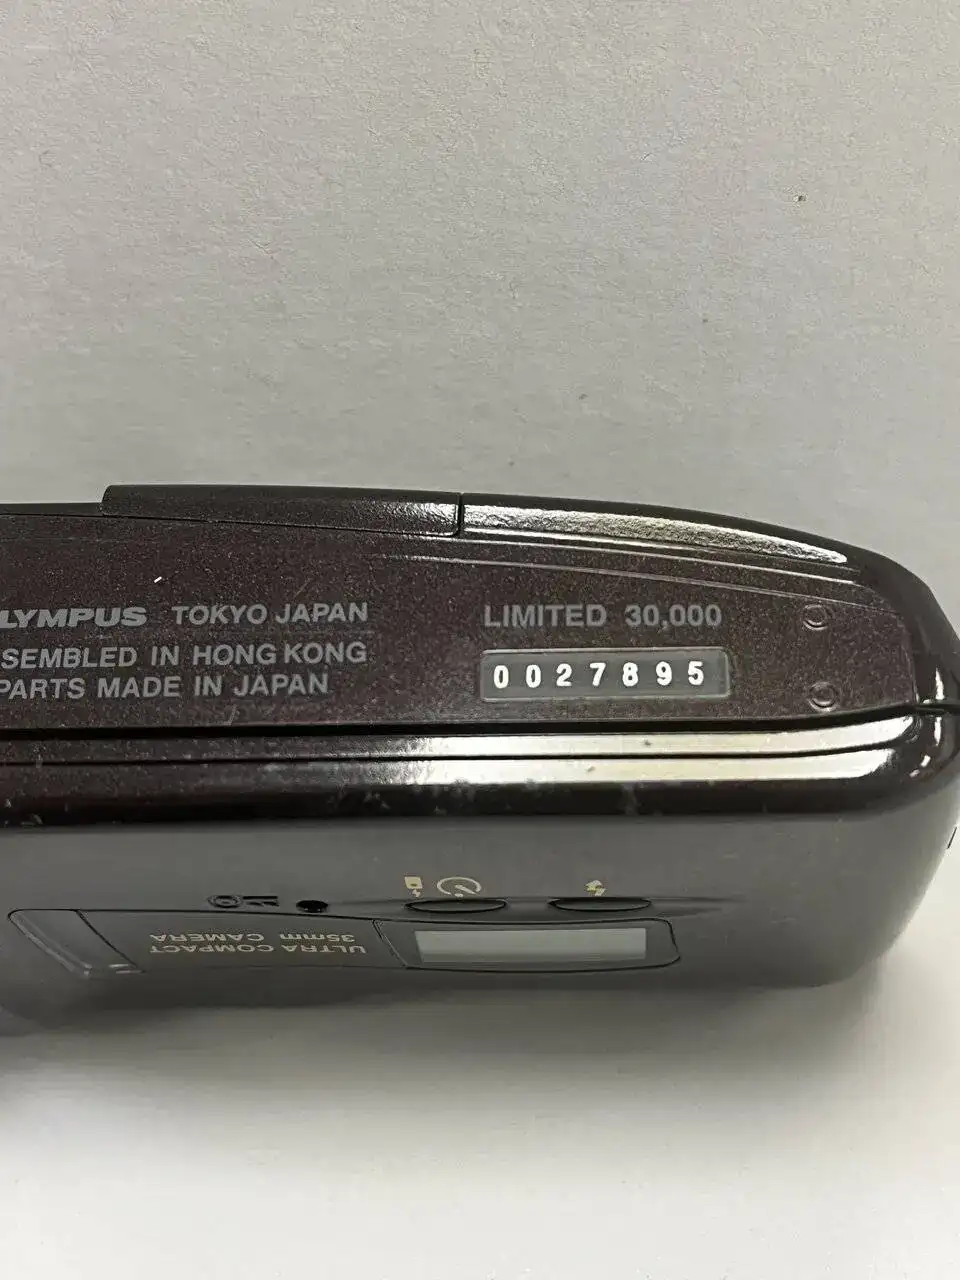 LYMPUS TOKYO JAPAN
SEMBLED IN HONG KONG
PARTS MADE IN JAPAN
LIMITED 30,000
0027895
ULTRA COMPACT
35mm CAMERA